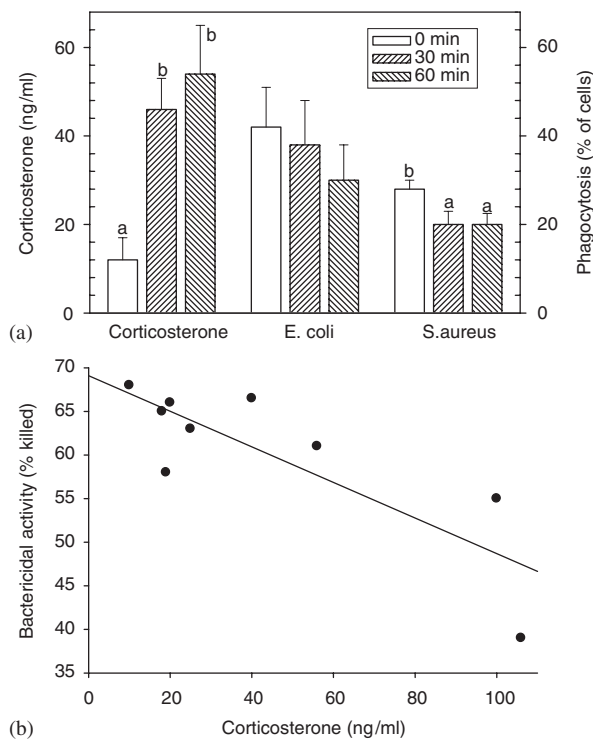 60
40
20
0
Corticosterone (ng/ml)
a
b
b
b
a
a
0 min
30 min
60 min
60
40
20
0
Phagocytosis (% of cells)
Corticosterone
E. coli
S.aureus
(a)
70
65
60
55
50
45
40
35
Bactericidal activity (% killed)
0
20
40
60
80
100
Corticosterone (ng/ml)
(b)